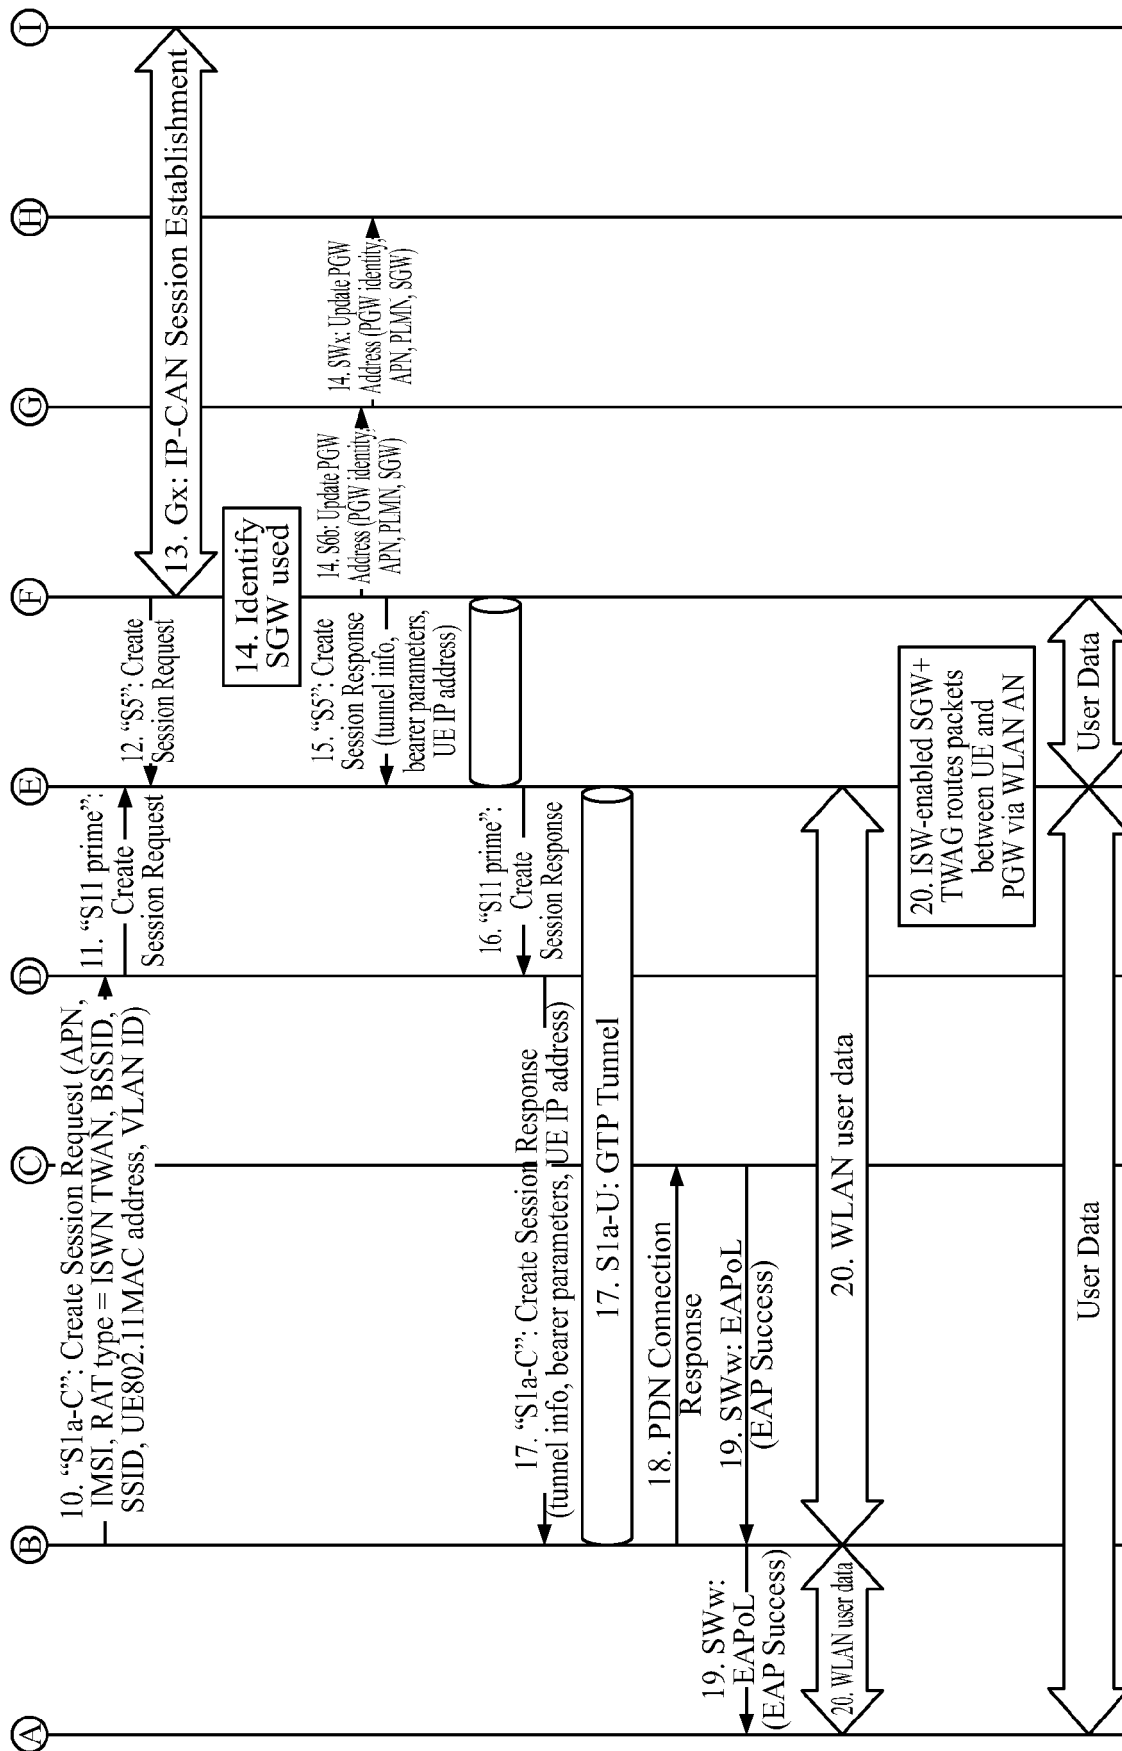 A
B
C
D
E
F
G
H
I
10. “S1a-C”: Create Session Request (APN,
IMSI, RAT type = ISWN TWAN, BSSID,
SSID, UE802.11MAC address, VLAN ID)
11. “S11 prime”:
Create
Session Request
12. “S5”: Create
Session Request
13. Gx: IP-CAN Session Establishment
14. Identify
SGW used
14. S6b: Update PGW
Address (PGW identity,
APN, PLMN, SGW)
14. SWx: Update PGW
Address (PGW identity,
APN, PLMN, SGW)
15. “S5”: Create
Session Response
(tunnel info,
bearer parameters,
UE IP address)
16. “S11 prime”:
Create
Session Response
17. “S1a-C”: Create Session Response
(tunnel info, bearer parameters, UE IP address)
17. S1a-U: GTP Tunnel
18. PDN Connection
Response
19. SWw: EAPoL
(EAP Success)
19. SWw:
EAPoL
(EAP Success)
20. WLAN user data
20. WLAN user data
20. ISW-enabled SGW+
TWAG routes packets
between UE and
PGW via WLAN AN
User Data
User Data